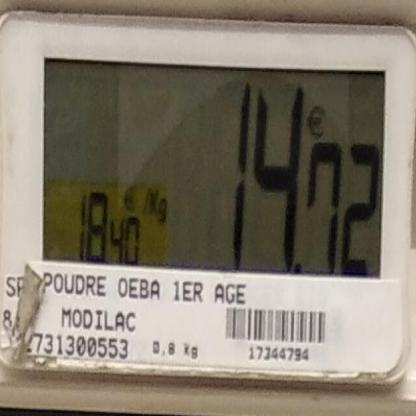 14.72 €
18.40 € /Kg
POUDRE OEBA 1ER AGE
MODILAC
731300553 0,8 kg 17344794